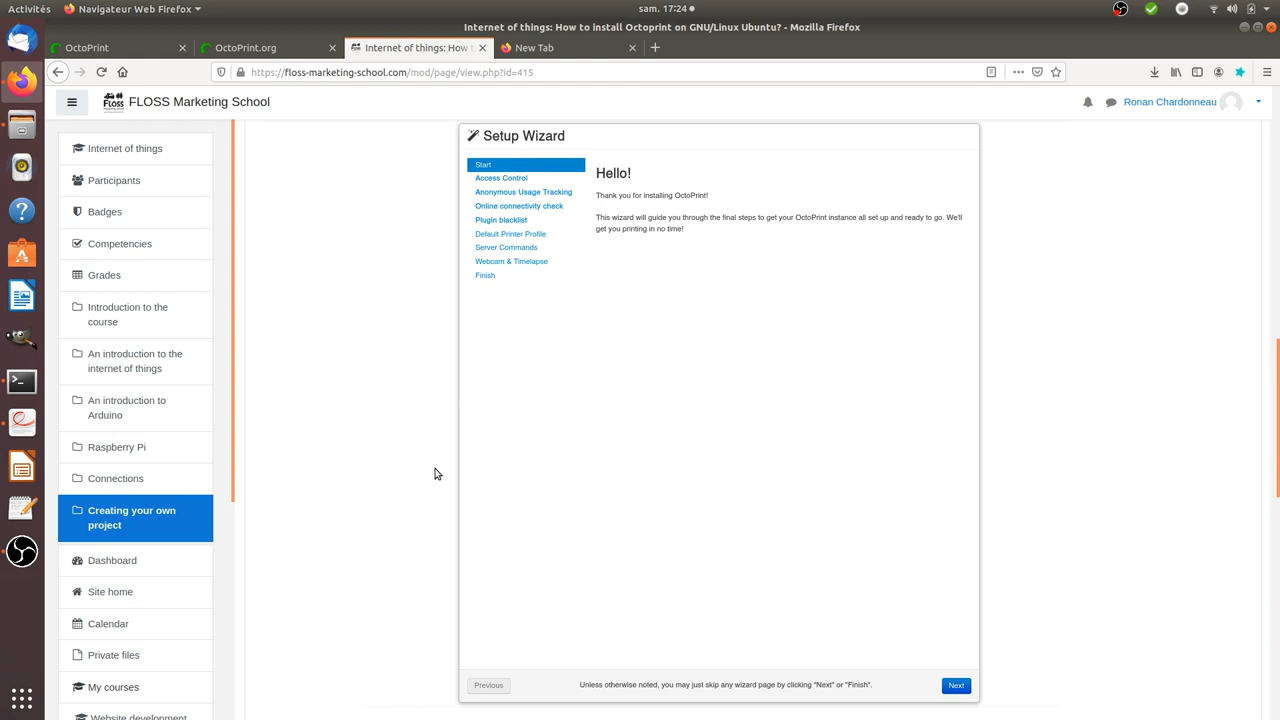 Activités
Navigateur Web Firefox
sam. 17:24
Internet of things: How to install Octoprint on GNU/Linux Ubuntu? - Mozilla Firefox
OctoPrint
OctoPrint.org
Internet of things: How t
New Tab
https://floss-marketing-school.com/mod/page/view.php?id=415
FLOSS
FLOSS Marketing School
Ronan Chardonneau
Internet of things
Participants
Badges
Competencies
Grades
Introduction to the
course
An introduction to the
internet of things
An introduction to
Arduino
Raspberry Pi
Connections
Creating your own
project
Dashboard
Site home
Calendar
Private files
My courses
Website development
Setup Wizard
Start
Access Control
Anonymous Usage Tracking
Online connectivity check
Plugin blacklist
Default Printer Profile
Server Commands
Webcam & Timelapse
Finish
Hello!
Thank you for installing OctoPrint!
This wizard will guide you through the final steps to get your OctoPrint instance all set up and ready to go. We'll
get you printing in no time!
Previous
Unless otherwise noted, you may just skip any wizard page by clicking "Next" or "Finish".
Next